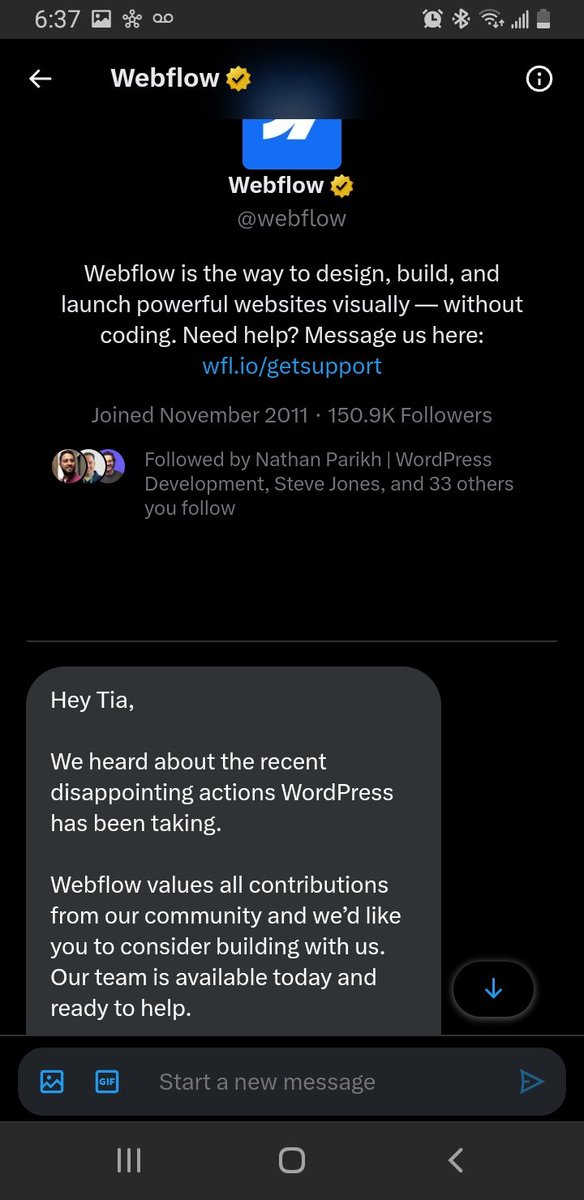 6:37
Webflow
Webflow
@webflow
Webflow is the way to design, build, and
launch powerful websites visually — without
coding. Need help? Message us here:
wfl.io/getsupport
Joined November 2011 · 150.9K Followers
Followed by Nathan Parikh | WordPress
Development, Steve Jones, and 33 others
you follow
Hey Tia,
We heard about the recent
disappointing actions WordPress
has been taking.
Webflow values all contributions
from our community and we’d like
you to consider building with us.
Our team is available today and
ready to help.
GIF
Start a new message